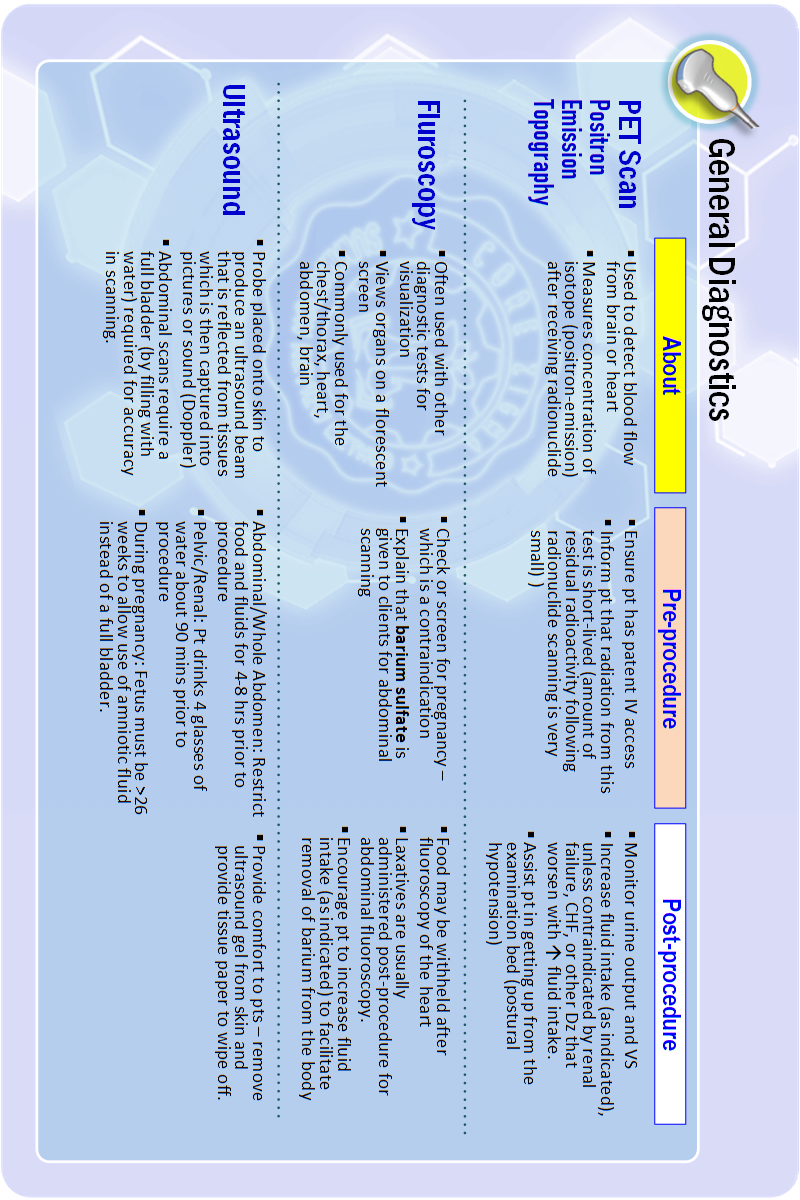 General Diagnostics
About
Pre-procedure
Post-procedure
PET Scan
Positron
Emission
Topography
▪ Used to detect blood flow
from brain or heart
▪ Measures concentration of
isotope (positron-emission)
after receiving radionuclide
▪ Ensure pt has patent IV access
▪ Inform pt that radiation from this
test is short-lived (amount of
residual radioactivity following
radionuclide scanning is very
small) )
▪ Monitor urine output and VS
▪ Increase fluid intake (as indicated),
unless contraindicated by renal
failure, CHF, or other Dz that
worsen with ↑ fluid intake.
▪ Assist pt in getting up from the
examination bed (postural
hypotension)
Fluroscopy
▪ Often used with other
diagnostic tests for
visualization
▪ Views organs on a florescent
screen
▪ Commonly used for the
chest/thorax, heart,
abdomen, brain
▪ Check or screen for pregnancy –
which is a contraindication
▪ Explain that barium sulfate is
given to clients for abdominal
scanning
▪ Food may be withheld after
fluoroscopy of the heart
▪ Laxatives are usually
administered post-procedure for
abdominal fluoroscopy.
▪ Encourage pt to increase fluid
intake (as indicated) to facilitate
removal of barium from the body
Ultrasound
▪ Probe placed onto skin to
produce an ultrasound beam
that is reflected from tissues
which is then captured into
pictures or sound (Doppler)
▪ Abdominal scans require a
full bladder (by filling with
water) required for accuracy
in scanning.
▪ Abdominal/Whole Abdomen: Restrict
food and fluids for 4-8 hrs prior to
procedure
▪ Pelvic/Renal: Pt drinks 4 glasses of
water about 90 mins prior to
procedure
▪ During pregnancy: Fetus must be >26
weeks to allow use of amniotic fluid
instead of a full bladder.
▪ Provide comfort to pts – remove
ultrasound gel from skin and
provide tissue paper to wipe off.